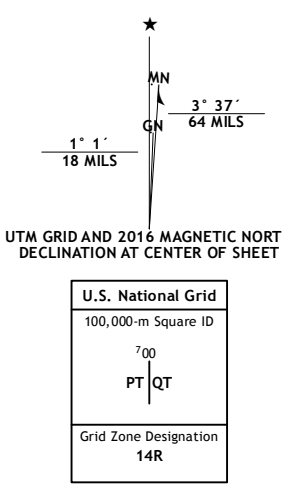 ★
MN
3° 37´
64 MILS
GN
1° 1´
18 MILS
UTM GRID AND 2016 MAGNETIC NORT
DECLINATION AT CENTER OF SHEET
U.S. National Grid
100,000-m Square ID
⁷00
PT QT
Grid Zone Designation
14R